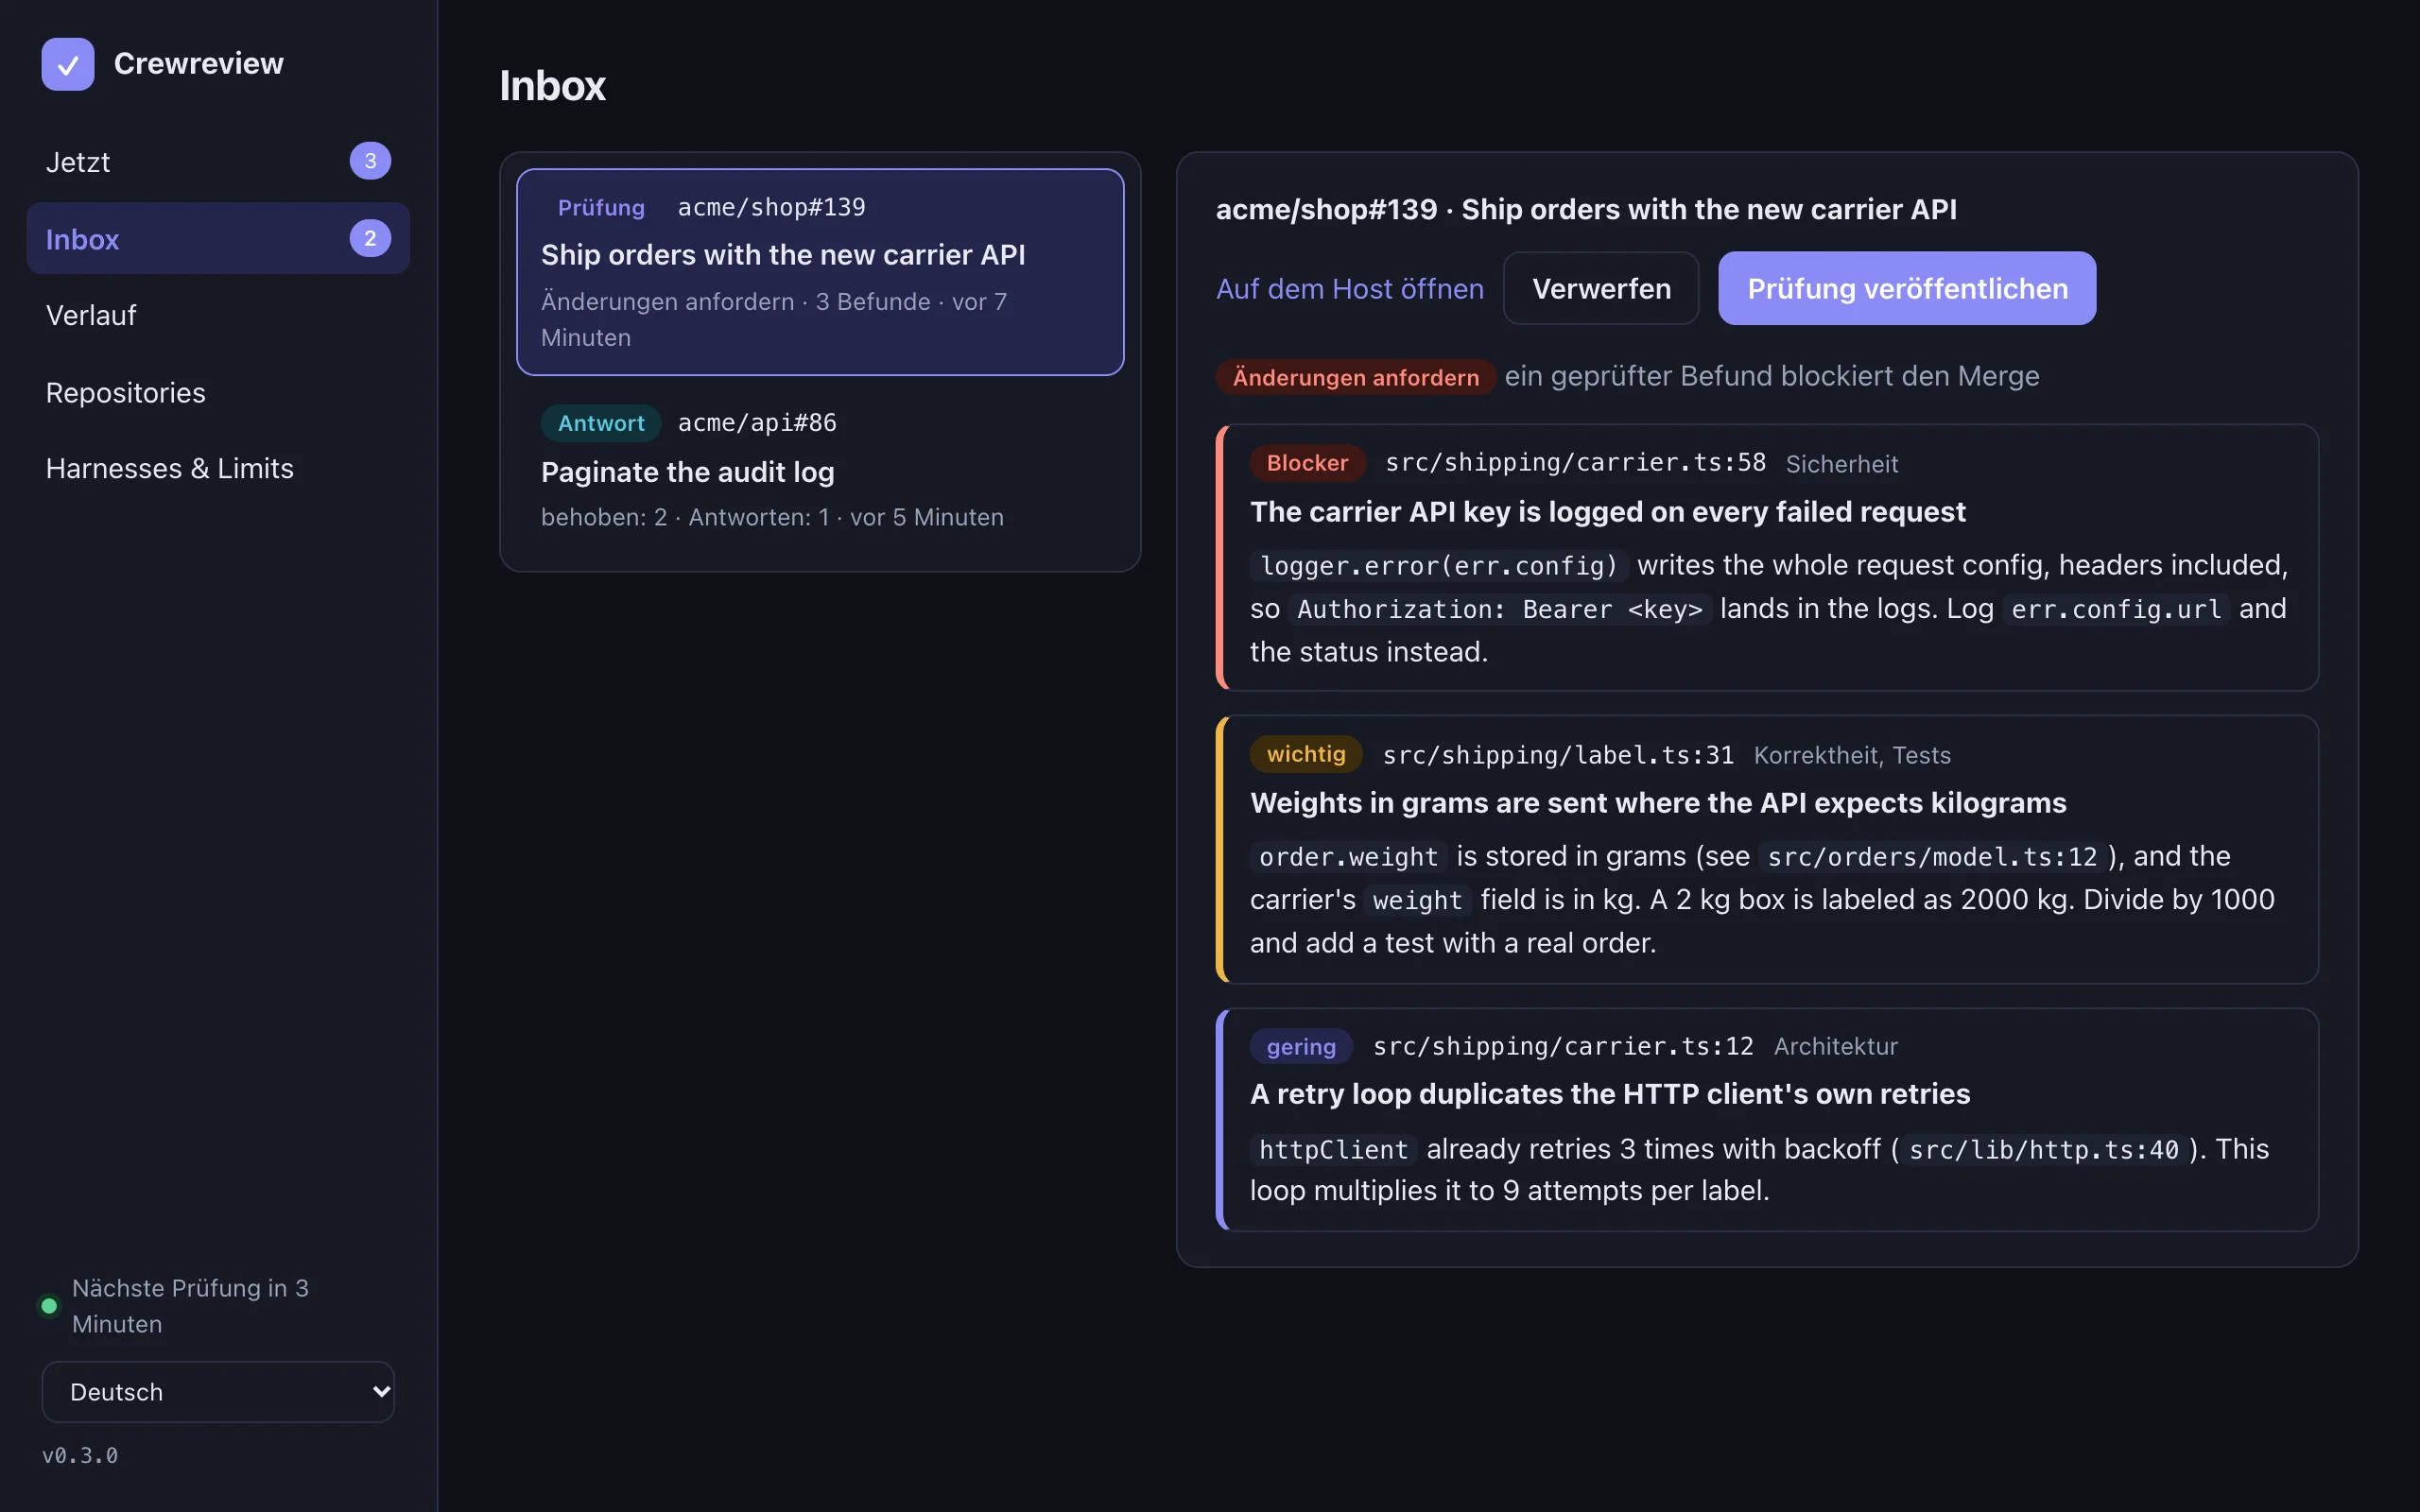 Crewreview
Jetzt 3
Inbox 2
Verlauf
Repositories
Harnesses & Limits
Nächste Prüfung in 3
Minuten
Deutsch
v0.3.0
Inbox
Prüfung acme/shop#139
Ship orders with the new carrier API
Änderungen anfordern · 3 Befunde · vor 7
Minuten
Antwort acme/api#86
Paginate the audit log
behoben: 2 · Antworten: 1 · vor 5 Minuten
acme/shop#139 · Ship orders with the new carrier API
Auf dem Host öffnen Verwerfen Prüfung veröffentlichen
Änderungen anfordern ein geprüfter Befund blockiert den Merge
Blocker src/shipping/carrier.ts:58 Sicherheit
The carrier API key is logged on every failed request
logger.error(err.config) writes the whole request config, headers included,
so Authorization: Bearer <key> lands in the logs. Log err.config.url and
the status instead.
wichtig src/shipping/label.ts:31 Korrektheit, Tests
Weights in grams are sent where the API expects kilograms
order.weight is stored in grams (see src/orders/model.ts:12), and the
carrier's weight field is in kg. A 2 kg box is labeled as 2000 kg. Divide by 1000
and add a test with a real order.
gering src/shipping/carrier.ts:12 Architektur
A retry loop duplicates the HTTP client's own retries
httpClient already retries 3 times with backoff (src/lib/http.ts:40). This
loop multiplies it to 9 attempts per label.